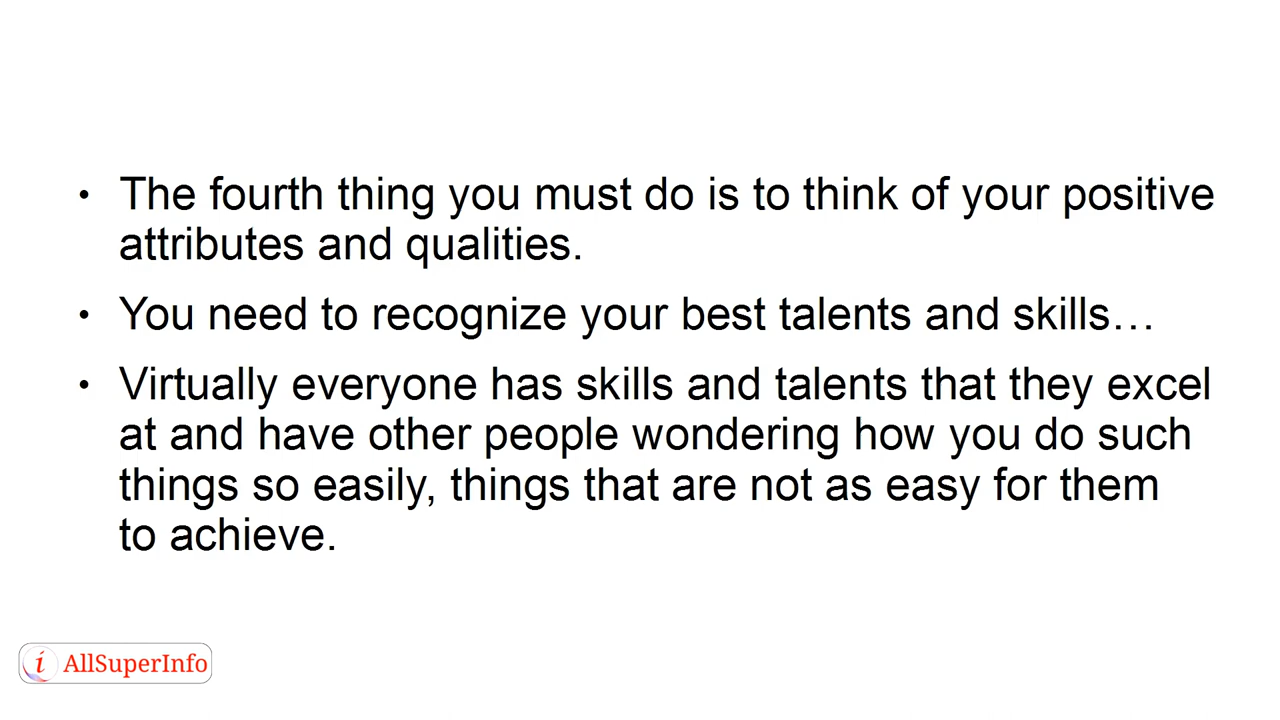 • The fourth thing you must do is to think of your positive
attributes and qualities.
• You need to recognize your best talents and skills…
• Virtually everyone has skills and talents that they excel
at and have other people wondering how you do such
things so easily, things that are not as easy for them
to achieve.
i AllSuperInfo